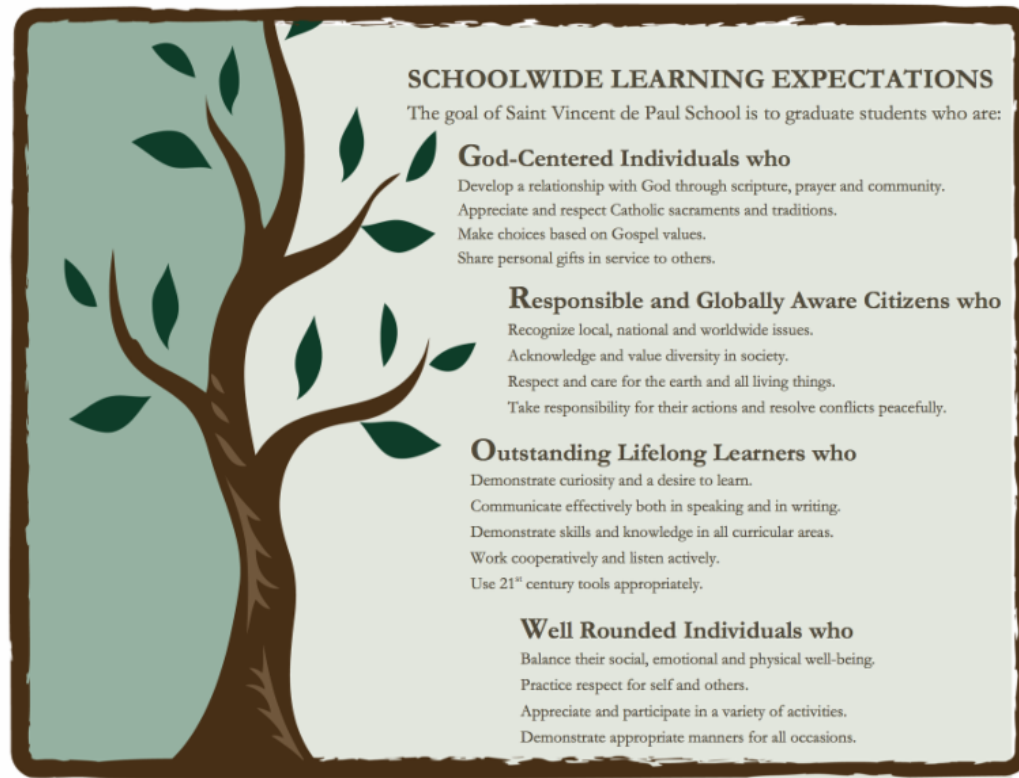 SCHOOLWIDE LEARNING EXPECTATIONS
The goal of Saint Vincent de Paul School is to graduate students who are:
God-Centered Individuals who
Develop a relationship with God through scripture, prayer and community.
Appreciate and respect Catholic sacraments and traditions.
Make choices based on Gospel values.
Share personal gifts in service to others.
Responsible and Globally Aware Citizens who
Recognize local, national and worldwide issues.
Acknowledge and value diversity in society.
Respect and care for the earth and all living things.
Take responsibility for their actions and resolve conflicts peacefully.
Outstanding Lifelong Learners who
Demonstrate curiosity and a desire to learn.
Communicate effectively both in speaking and in writing.
Demonstrate skills and knowledge in all curricular areas.
Work cooperatively and listen actively.
Use 21st century tools appropriately.
Well Rounded Individuals who
Balance their social, emotional and physical well-being.
Practice respect for self and others.
Appreciate and participate in a variety of activities.
Demonstrate appropriate manners for all occasions.